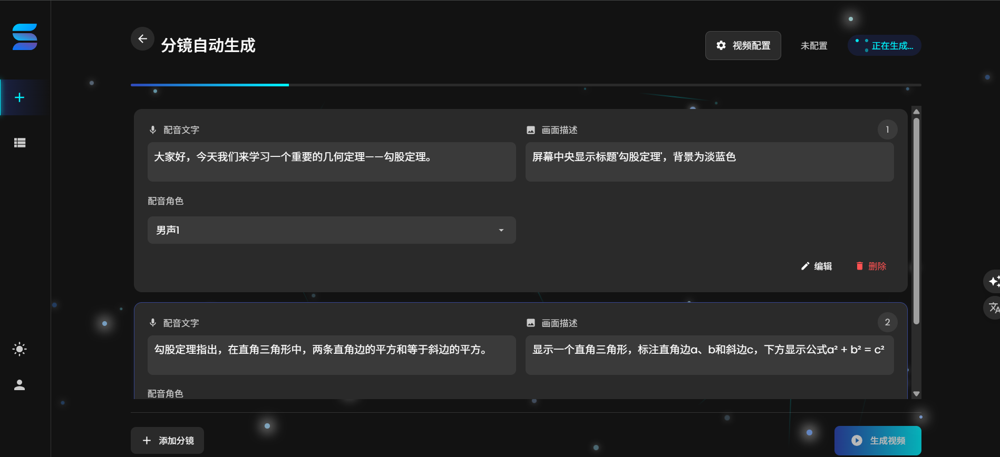 分镜自动生成
视频配置
未配置
正在生成...
配音文字
画面描述
1
大家好，今天我们来学习一个重要的几何定理——勾股定理。
屏幕中央显示标题'勾股定理'，背景为淡蓝色
配音角色
男声1
编辑
删除
配音文字
画面描述
2
勾股定理指出，在直角三角形中，两条直角边的平方和等于斜边的平方。
显示一个直角三角形，标注直角边a、b和斜边c，下方显示公式a² + b² = c²
配音角色
添加分镜
生成视频